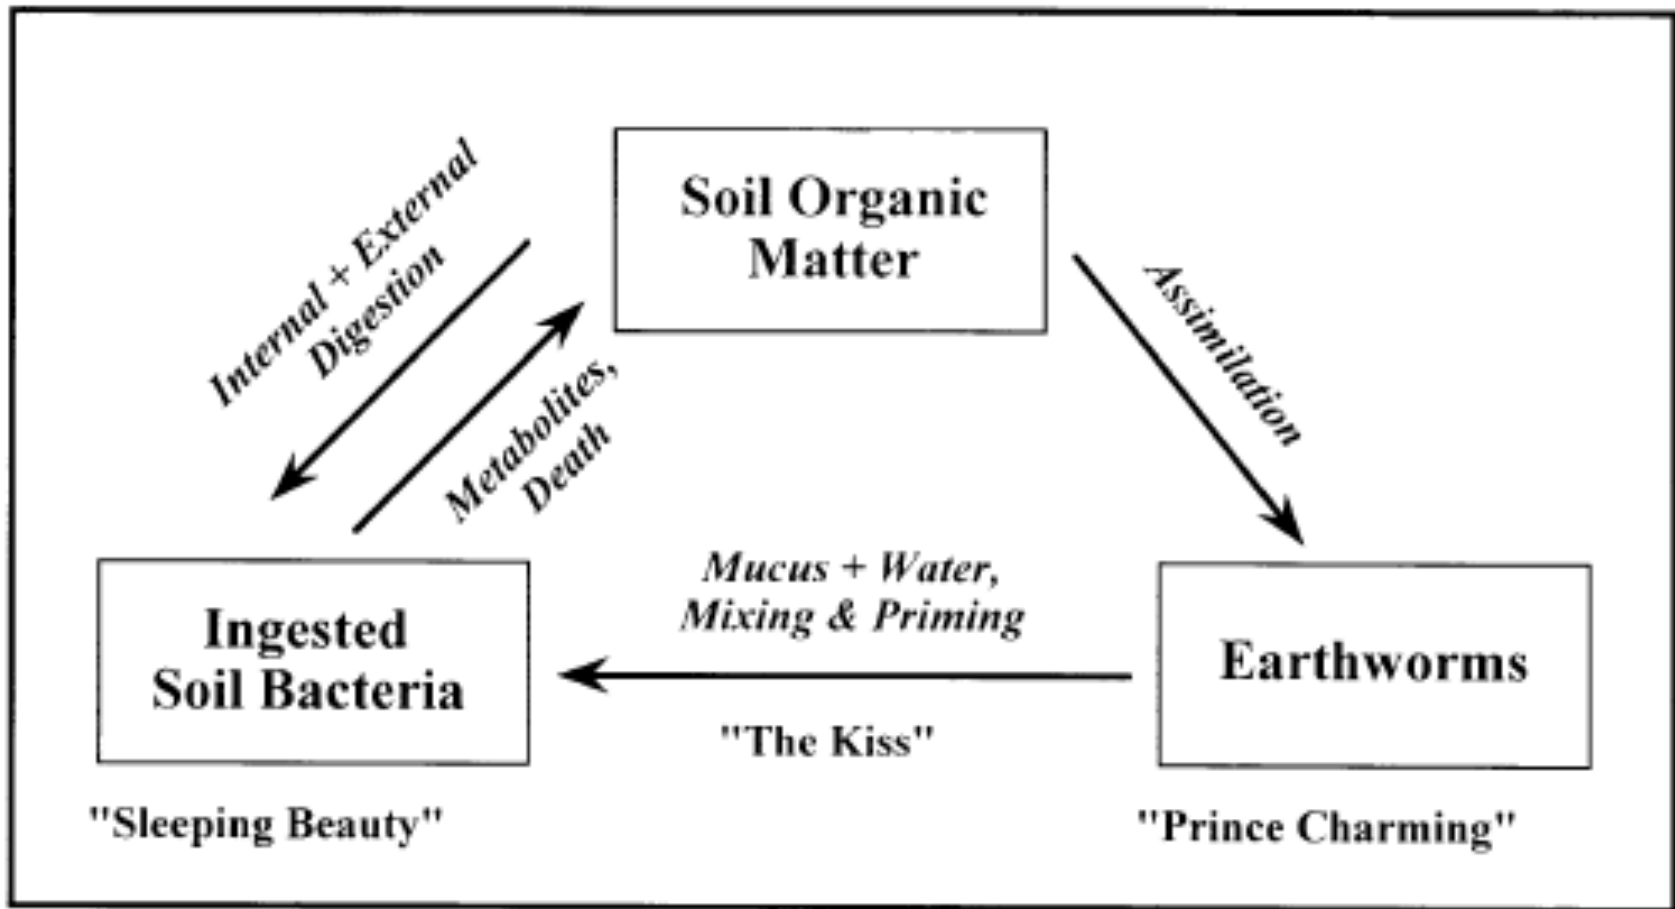 Soil Organic
Matter
Internal + External
Digestion
Metabolites,
Death
Assimilation
Mucus + Water,
Mixing & Priming
"The Kiss"
Ingested
Soil Bacteria
Earthworms
"Sleeping Beauty"
"Prince Charming"